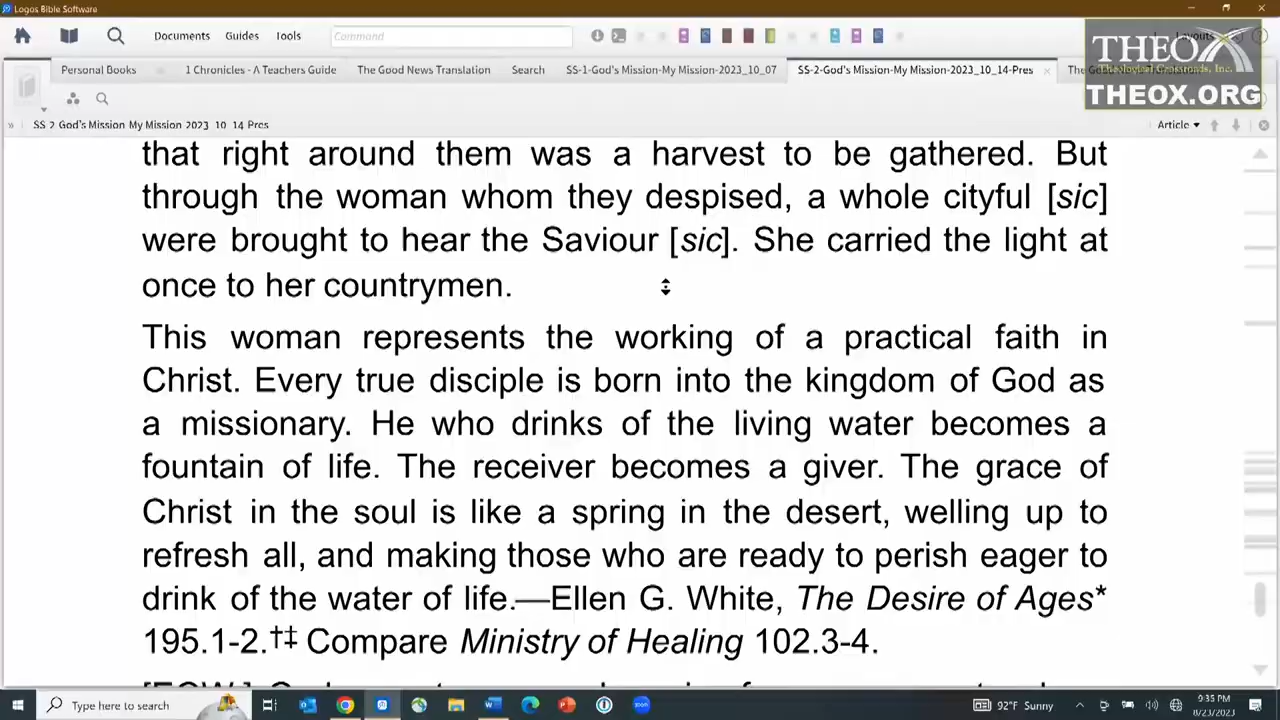 Logos Bible Software
Documents Guides Tools Command
THEOX
Theological Crossroads, Inc.
THEOX.ORG
Personal Books 1 Chronicles - A Teachers Guide The Good News Version Search SS-1-God's Mission-My Mission-2023_10_07 SS-2-God's Mission-My Mission-2023_10_14-Pres
SS-2-God's Mission-My Mission-2023_10_14-Pres Article
that right around them was a harvest to be gathered. But
through the woman whom they despised, a whole cityful [sic]
were brought to hear the Saviour [sic]. She carried the light at
once to her countrymen.
This woman represents the working of a practical faith in
Christ. Every true disciple is born into the kingdom of God as
a missionary. He who drinks of the living water becomes a
fountain of life. The receiver becomes a giver. The grace of
Christ in the soul is like a spring in the desert, welling up to
refresh all, and making those who are ready to perish eager to
drink of the water of life.—Ellen G. White, The Desire of Ages*
195.1-2.†‡ Compare Ministry of Healing 102.3-4.
Type here to search
92°F Sunny
9:35 PM
8/23/2023